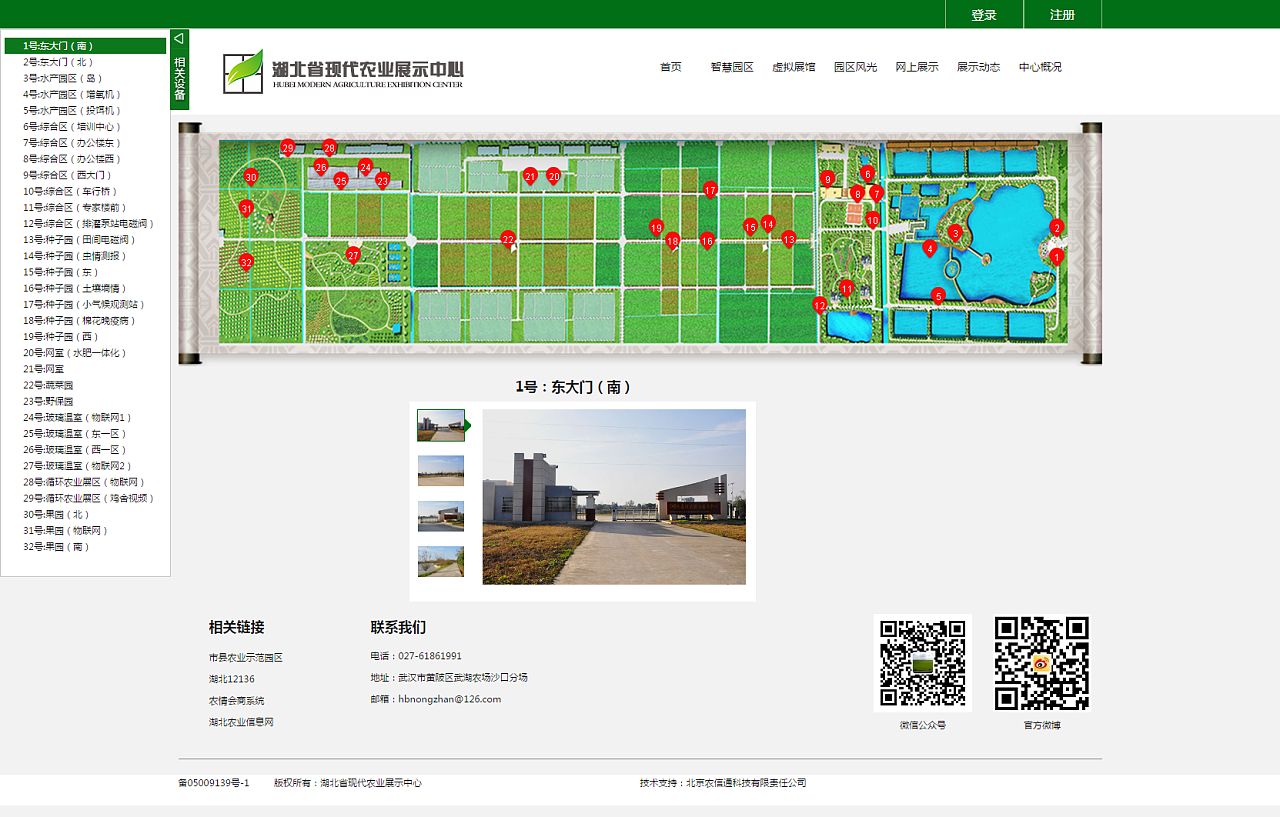 登录 注册
1号:东大门（南）
2号:东大门（北）
3号:水产园区（岛）
4号:水产园区（增氧机）
5号:水产园区（投饵机）
6号:综合区（培训中心）
7号:综合区（办公楼东）
8号:综合区（办公楼西）
9号:综合区（西大门）
10号:综合区（车行桥）
11号:综合区（专家楼前）
12号:综合区（排灌泵站电磁阀）
13号:种子园（田间电磁阀）
14号:种子园（虫情测报）
15号:种子园（东）
16号:种子园（土壤墒情）
17号:种子园（小气候观测站）
18号:种子园（棉花晚疫病）
19号:种子园（西）
20号:网室（水肥一体化）
21号:网室
22号:蔬菜园
23号:野保园
24号:玻璃温室（物联网1）
25号:玻璃温室（东一区）
26号:玻璃温室（西一区）
27号:玻璃温室（物联网2）
28号:循环农业展区（物联网）
29号:循环农业展区（鸡舍视频）
30号:果园（北）
31号:果园（物联网）
32号:果园（南）
相关设备
湖北省现代农业展示中心
HUBEI MODERN AGRICULTURE EXHIBITION CENTER
首页 智慧园区 虚拟展馆 园区风光 网上展示 展示动态 中心概况
29 28 26 24 25 23 30 31 32 27 21 20 22 17 19 18 16 15 14 13 9 6 8 7 10 11 12 3 4 5 2 1
1号：东大门（南）
相关链接
市县农业示范园区
湖北12136
农情会商系统
湖北农业信息网
联系我们
电话：027-61861991
地址：武汉市黄陂区武湖农场沙口分场
邮箱：hbnongzhan@126.com
微信公众号 官方微博
备05009139号-1 版权所有：湖北省现代农业展示中心 技术支持：北京农信通科技有限责任公司